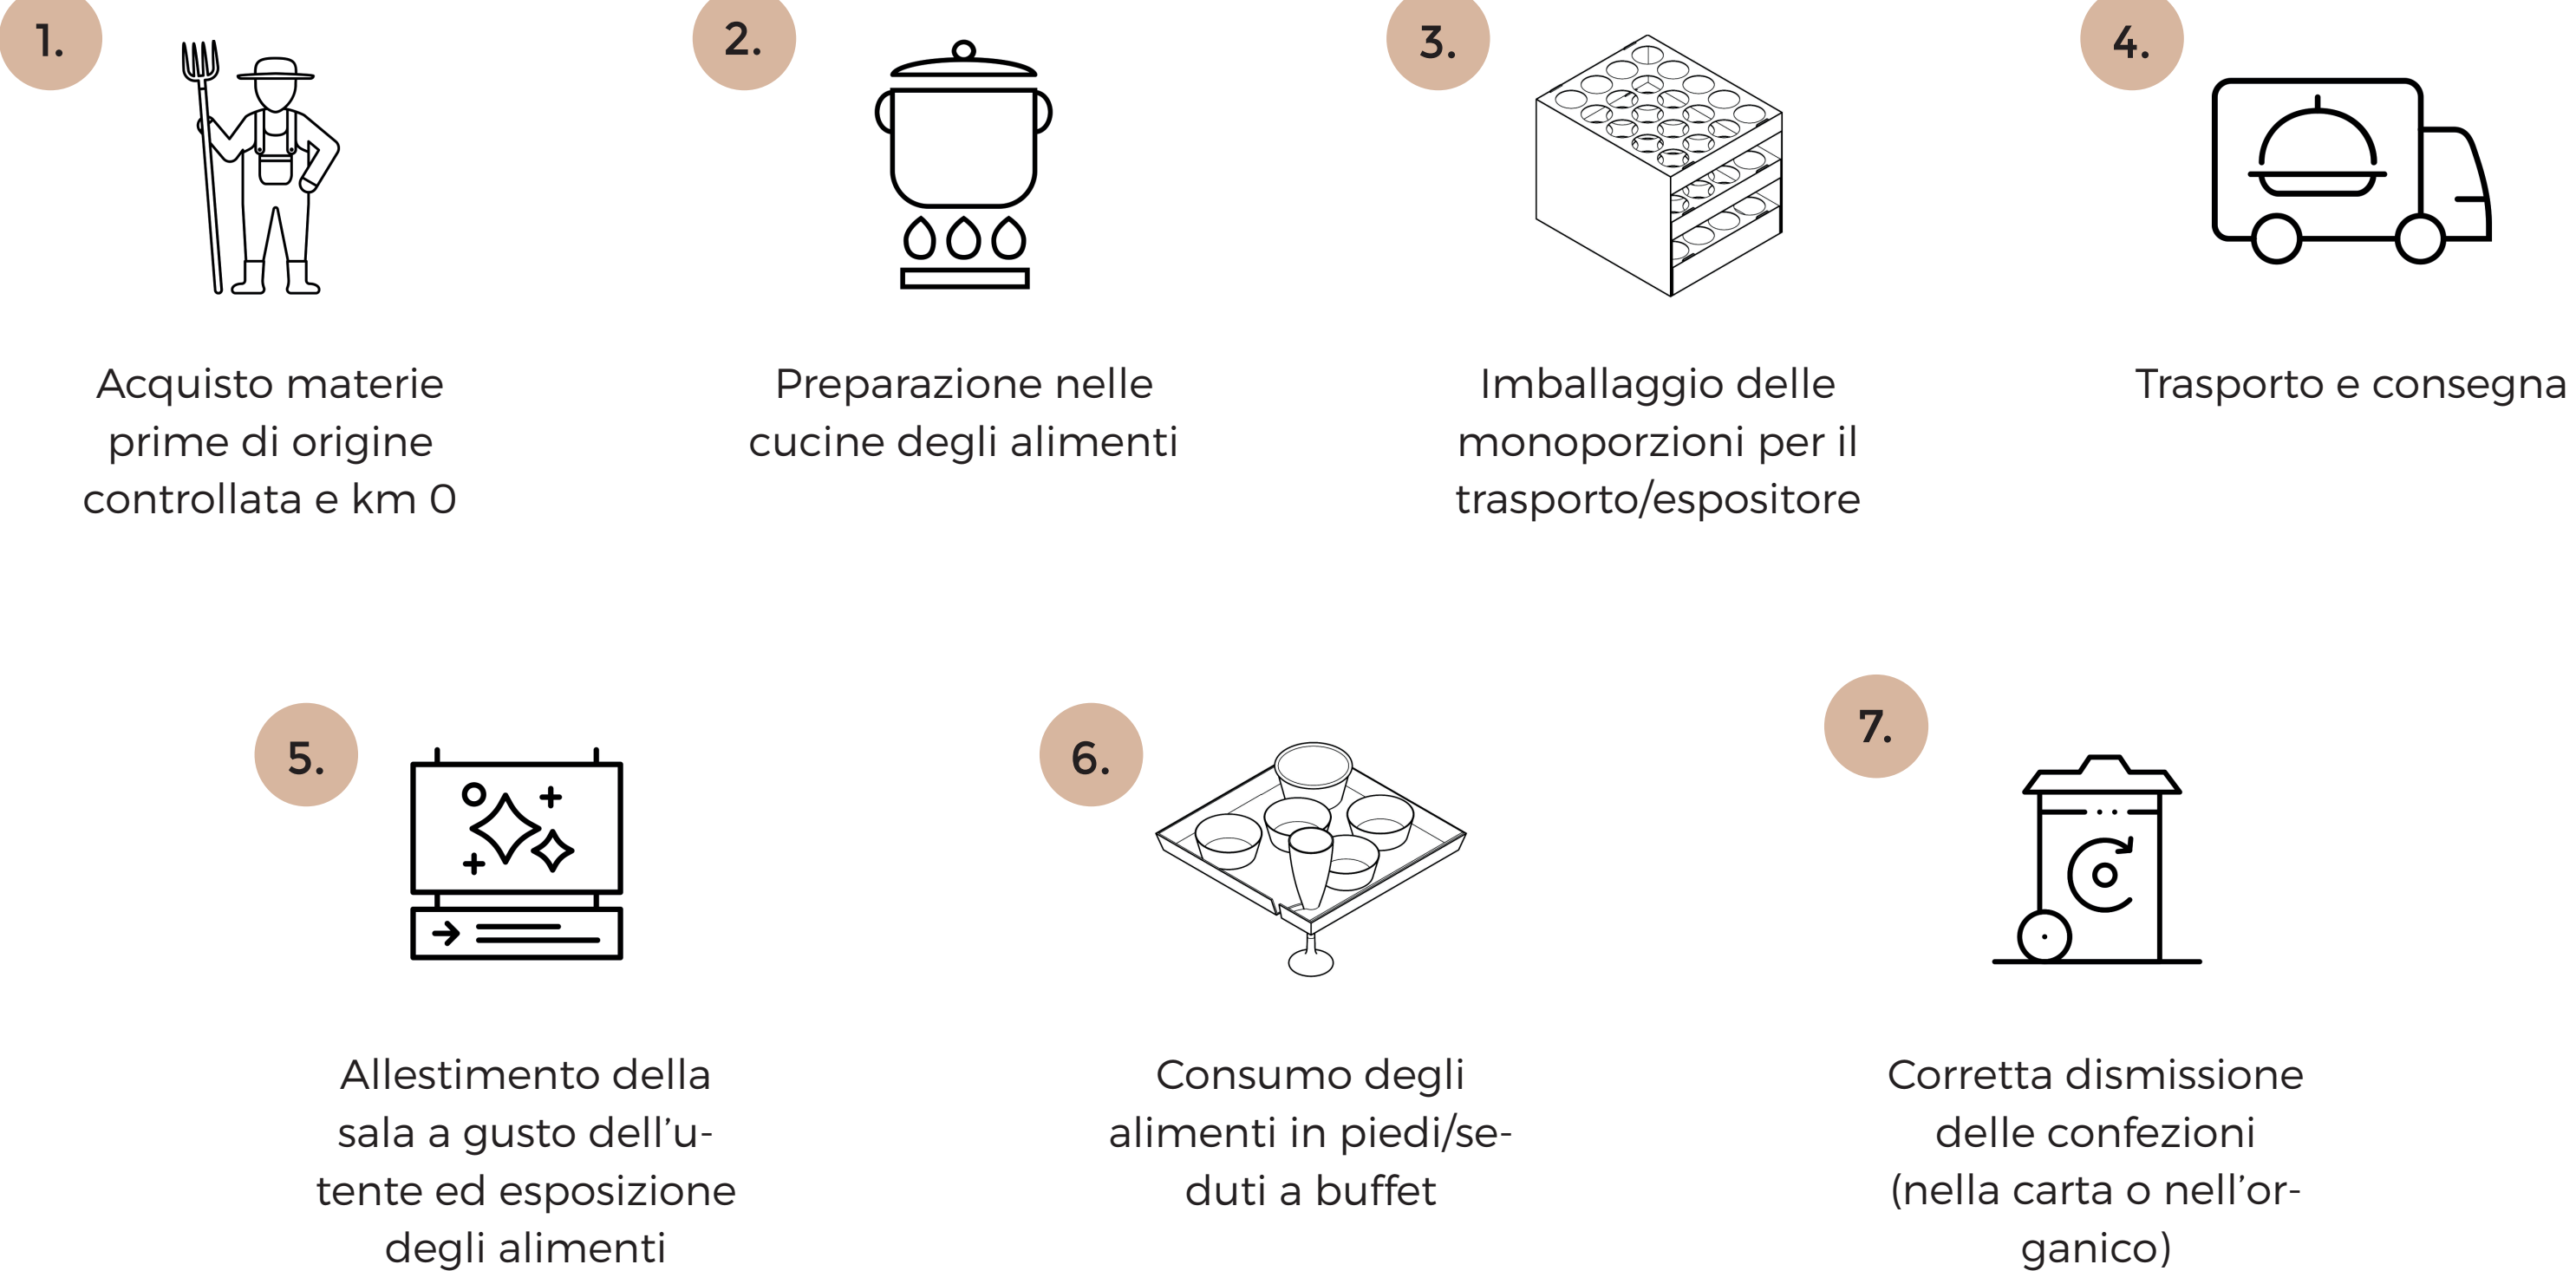 1.
Acquisto materie
prime di origine
controllata e km 0
2.
Preparazione nelle
cucine degli alimenti
3.
Imballaggio delle
monoporzioni per il
trasporto/espositore
4.
Trasporto e consegna
5.
Allestimento della
sala a gusto dell’u-
tente ed esposizione
degli alimenti
6.
Consumo degli
alimenti in piedi/se-
duti a buffet
7.
Corretta dismissione
delle confezioni
(nella carta o nell’or-
ganico)